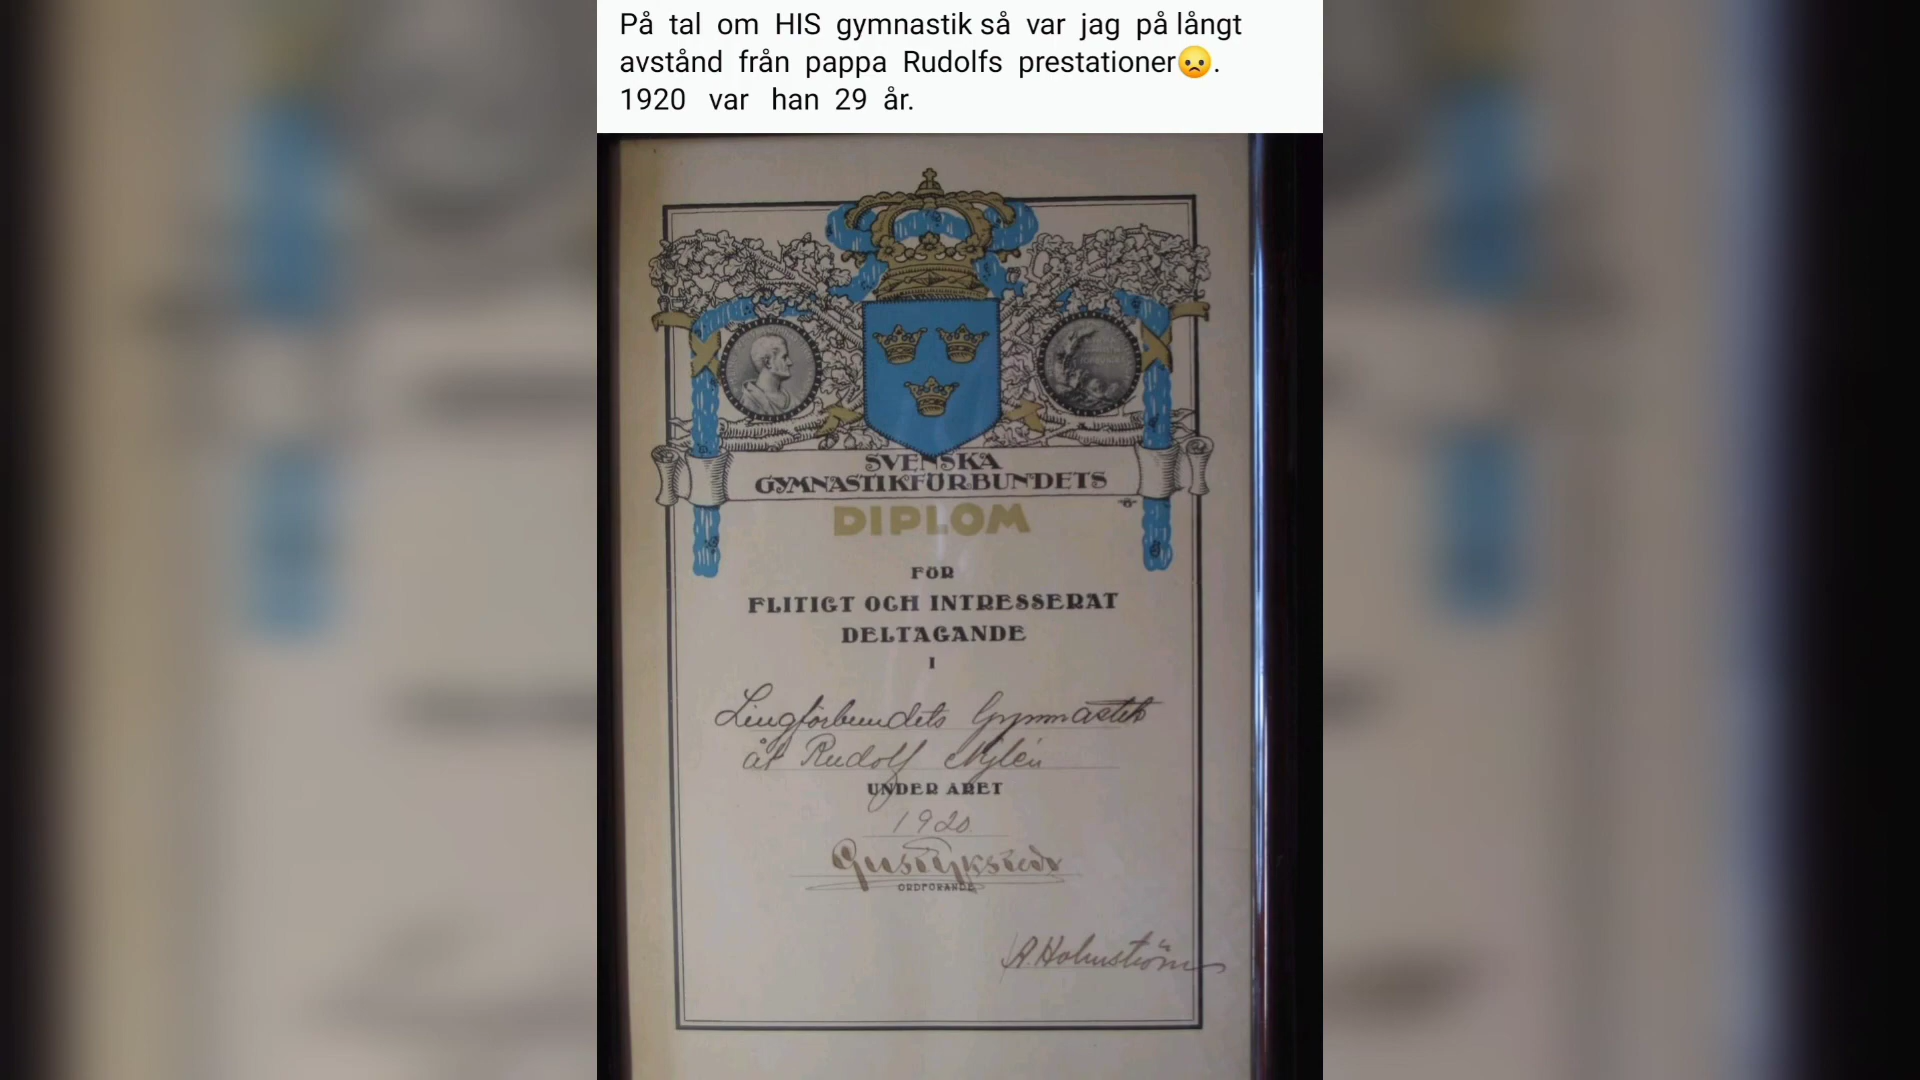 På tal om HIS gymnastik så var jag på långt
avstånd från pappa Rudolfs prestationer😞.
1920 var han 29 år.
SVENSKA
GYMNASTIKFÖRBUNDETS
DIPLOM
FÖR
FLITIGT OCH INTRESSERAT
DELTAGANDE
I
Lingförbundets Gymnastik
åt Rudolf Nylén
UNDER ÅRET
1920
ORDFÖRANDE
A. Holmström